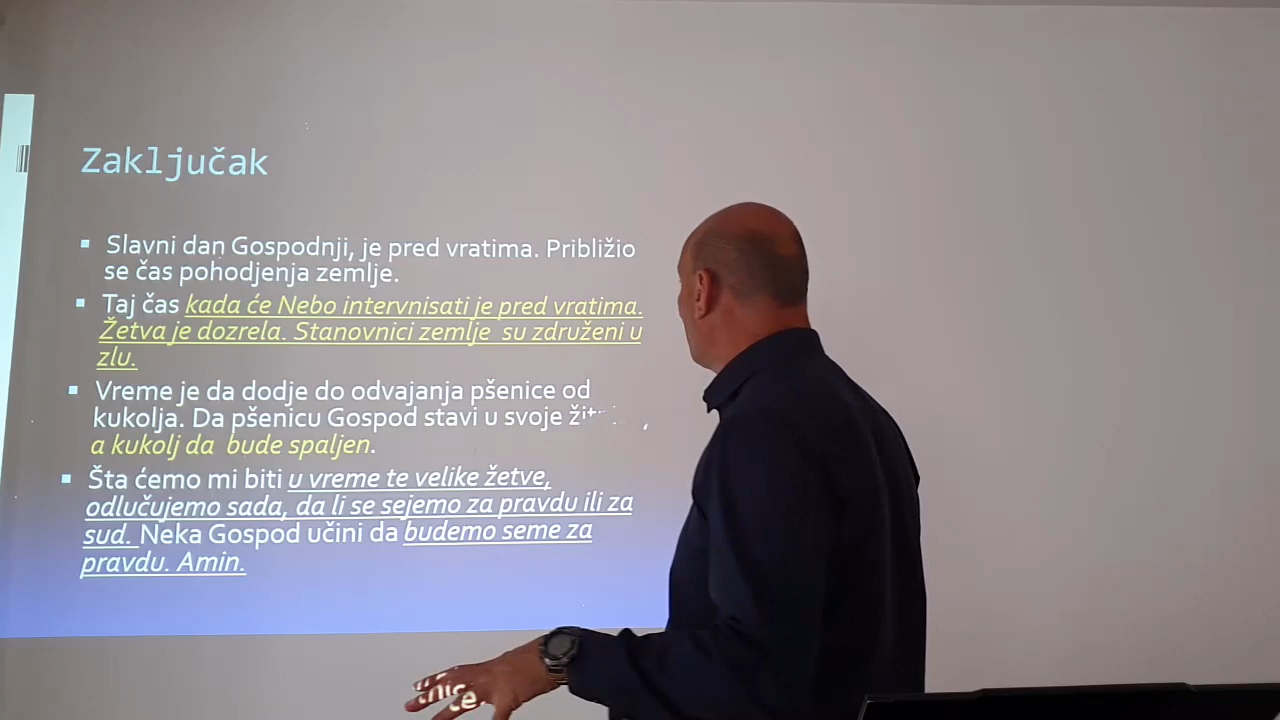 Zaključak
Slavni dan Gospodnji, je pred vratima. Približio
se čas pohodjenja zemlje.
Taj čas kada će Nebo intervnisati je pred vratima.
Žetva je dozrela. Stanovnici zemlje su združeni u
zlu.
Vreme je da dodje do odvajanja pšenice od
kukolja. Da pšenicu Gospod stavi u svoje
a kukolj da bude spaljen.
Šta ćemo mi biti u vreme te velike žetve,
odlučujemo sada, da li se sejemo za pravdu ili za
sud. Neka Gospod učini da budemo seme za
pravdu. Amin.